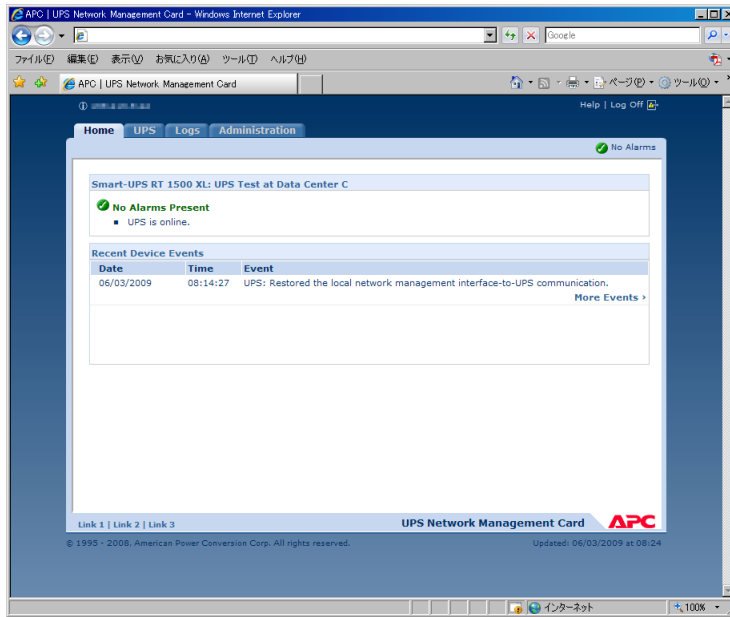 APC | UPS Network Management Card - Windows Internet Explorer
Google
ファイル(F) 編集(E) 表示(V) お気に入り(A) ツール(T) ヘルプ(H)
APC | UPS Network Management Card
ページ(P) ツール(O)
Help | Log Off
Home UPS Logs Administration
No Alarms
Smart-UPS RT 1500 XL: UPS Test at Data Center C
No Alarms Present
UPS is online.
Recent Device Events
Date Time Event
06/03/2009 08:14:27 UPS: Restored the local network management interface-to-UPS communication.
More Events ›
Link 1 | Link 2 | Link 3
UPS Network Management Card
APC
© 1995 - 2008, American Power Conversion Corp. All rights reserved.
Updated: 06/03/2009 at 08:24
インターネット
100%